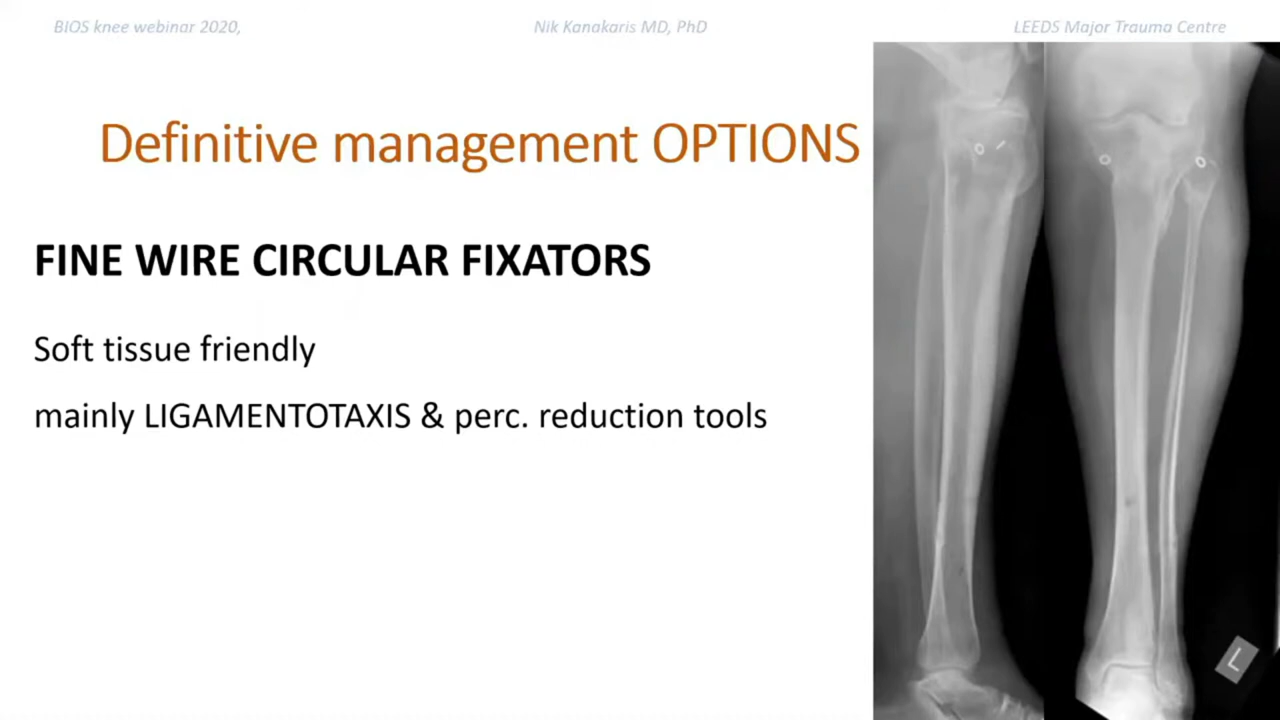 BIOS knee webinar 2020, Nik Kanakaris MD, PhD LEEDS Major Trauma Centre
Definitive management OPTIONS
FINE WIRE CIRCULAR FIXATORS
Soft tissue friendly
mainly LIGAMENTOTAXIS & perc. reduction tools
L